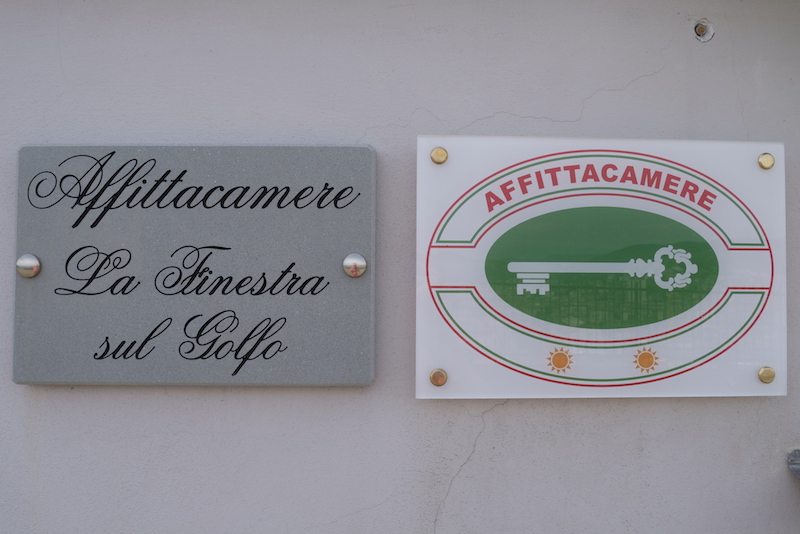 Affittacamere
La Finestra
sul Golfo
AFFITTACAMERE